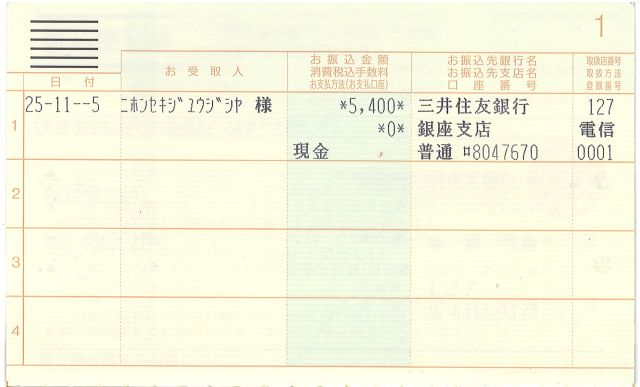 1
日付
お受取人
お振込金額
消費税込手数料
お支払方法(お支払口座)
お振込先銀行名
お振込先支店名
口座番号
取扱店番号
取扱方法
登録番号
1
25-11--5 ニホンセキジユウジシヤ 様 *5,400* 三井住友銀行 127
*0* 銀座支店 電信
現金 普通 ¤8047670 0001
2
3
4